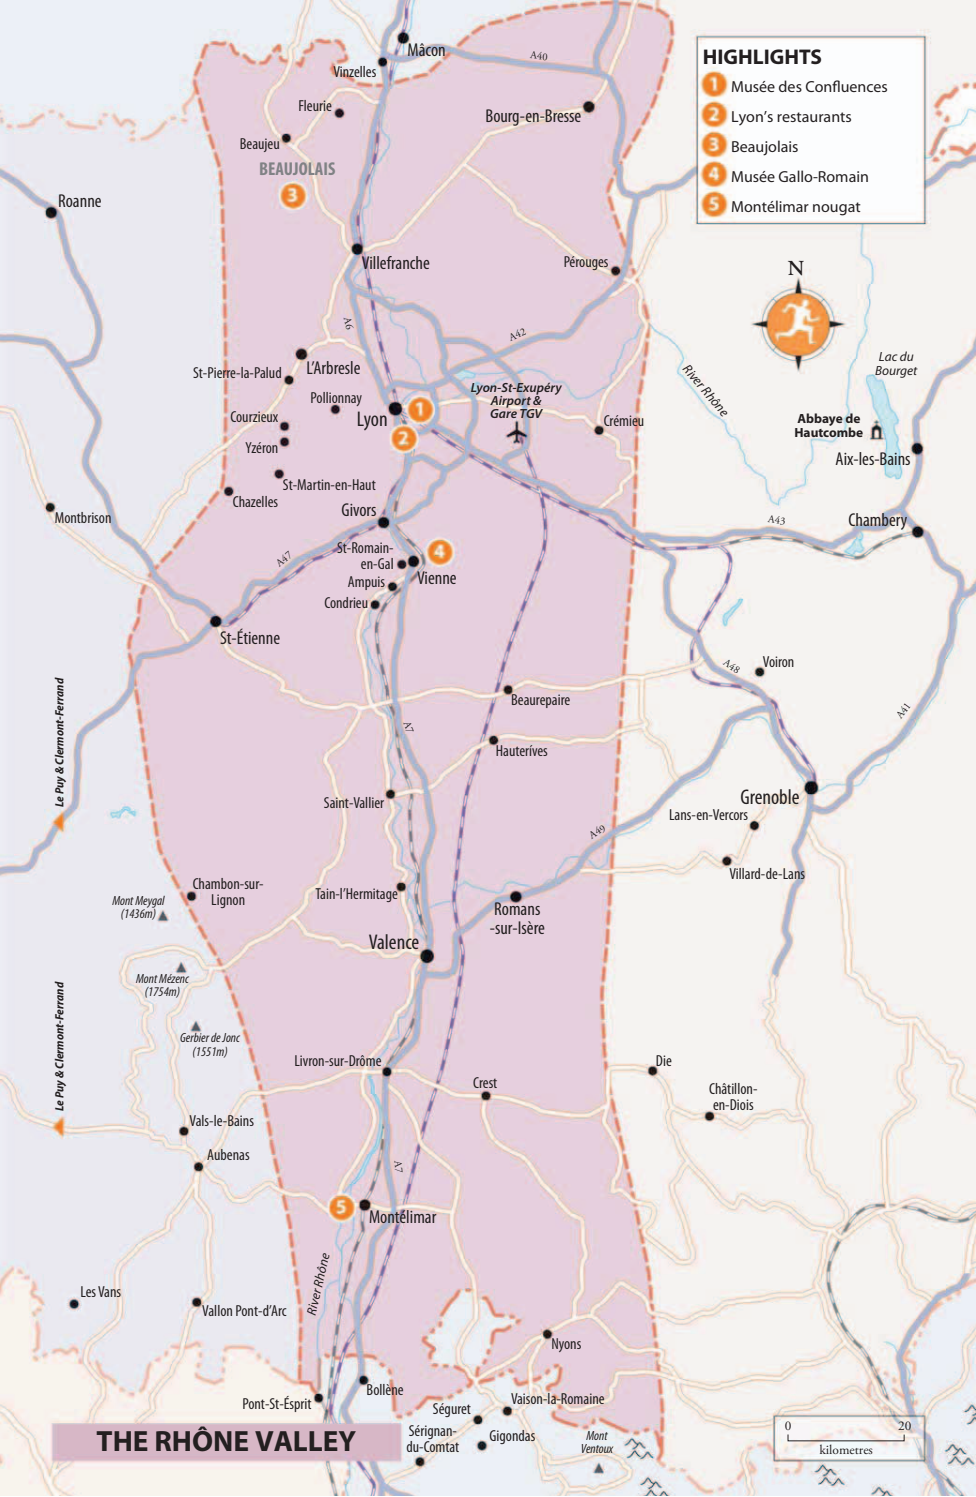 Mâcon
A40
Vinzelles
Fleurie
Bourg-en-Bresse
Beaujeu
BEAUJOLAIS
3
HIGHLIGHTS
1 Musée des Confluences
2 Lyon's restaurants
3 Beaujolais
4 Musée Gallo-Romain
5 Montélimar nougat
Roanne
Villefranche
Pérouges
N
A6
A42
L'Arbresle
St-Pierre-la-Palud
Lac du
Bourget
River Rhône
Pollionnay
Lyon-St-Exupéry
Airport &
Gare TGV
Lyon
1
2
Courzieux
Crémieu
Abbaye de
Hautcombe
Yzéron
Aix-les-Bains
St-Martin-en-Haut
Chazelles
Montbrison
Givors
A43
Chambery
A47
St-Romain-
en-Gal
4
Vienne
Ampuis
Condrieu
St-Étienne
Voiron
A48
Le Puy & Clermont-Ferrand
Beaurepaire
A41
A7
Hauterives
Saint-Vallier
Grenoble
Lans-en-Vercors
A49
Villard-de-Lans
Chambon-sur-
Lignon
Tain-l'Hermitage
Mont Meygal
(1436m)
Romans
-sur-Isère
Valence
Mont Mézenc
(1754m)
Le Puy & Clermont-Ferrand
Gerbier de Jonc
(1551m)
Livron-sur-Drôme
Die
Crest
Châtillon-
en-Diois
Vals-le-Bains
Aubenas
A7
5
Montélimar
River Rhône
Les Vans
Vallon Pont-d'Arc
Nyons
Bollène
Pont-St-Ésprit
Vaison-la-Romaine
Séguret
Sérignan-
du-Comtat
Gigondas
Mont
Ventoux
0 20
kilometres
THE RHÔNE VALLEY